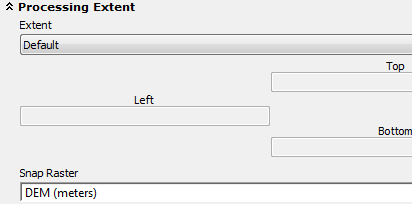 Processing Extent
Extent
Default
Top
Left
Bottom
Snap Raster
DEM (meters)